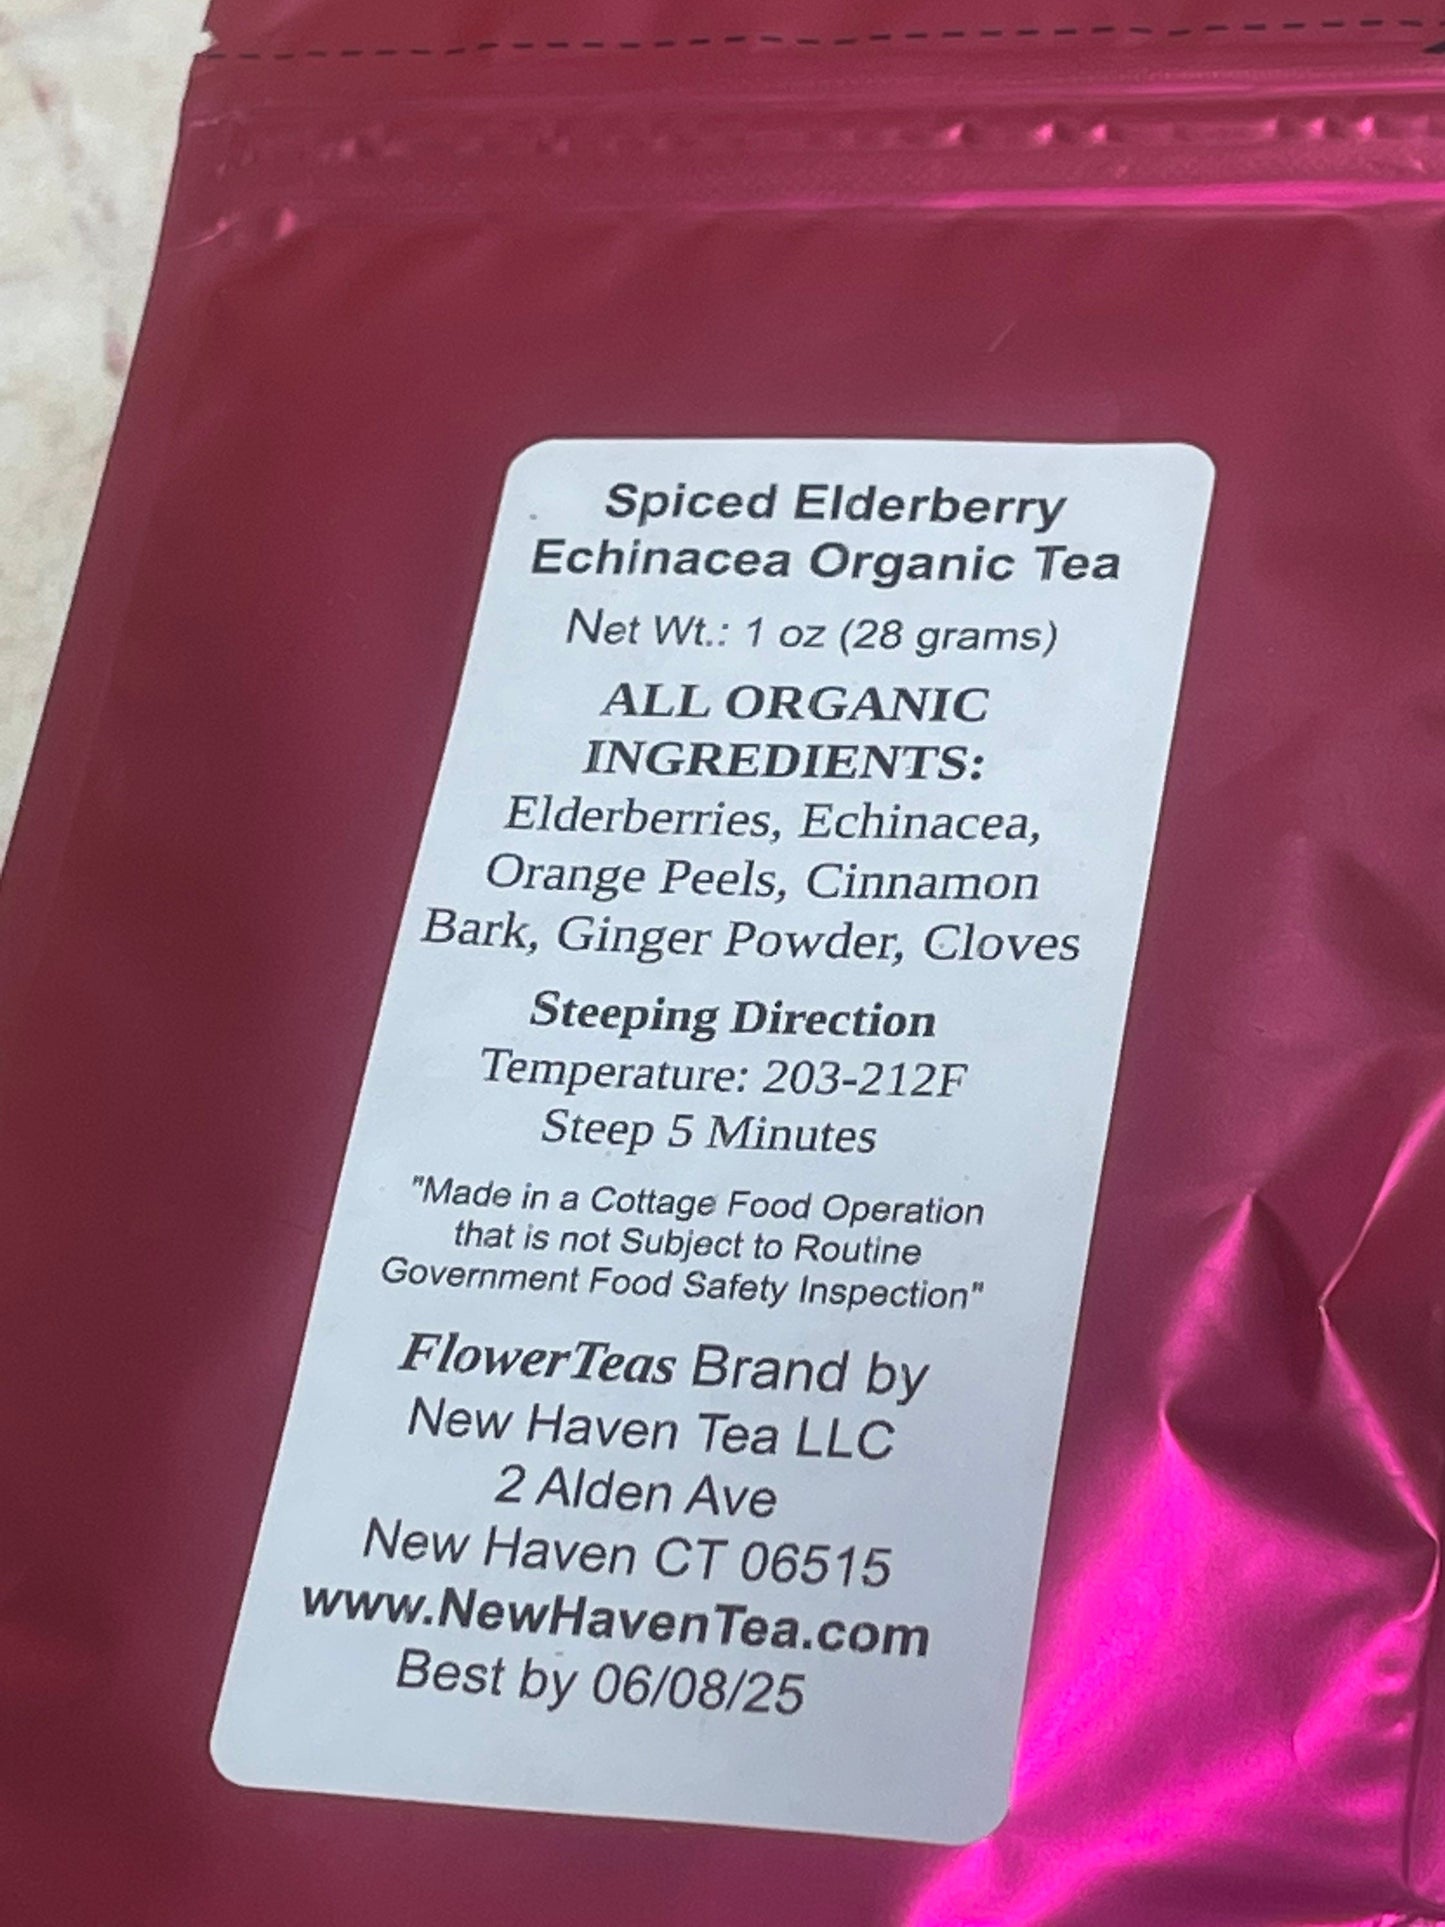 Spiced Elderberry
Echinacea Organic Tea
Net Wt.: 1 oz (28 grams)
ALL ORGANIC
INGREDIENTS:
Elderberries, Echinacea,
Orange Peels, Cinnamon
Bark, Ginger Powder, Cloves
Steeping Direction
Temperature: 203-212F
Steep 5 Minutes
"Made in a Cottage Food Operation
that is not Subject to Routine
Government Food Safety Inspection"
FlowerTeas Brand by
New Haven Tea LLC
2 Alden Ave
New Haven CT 06515
www.NewHavenTea.com
Best by 06/08/25